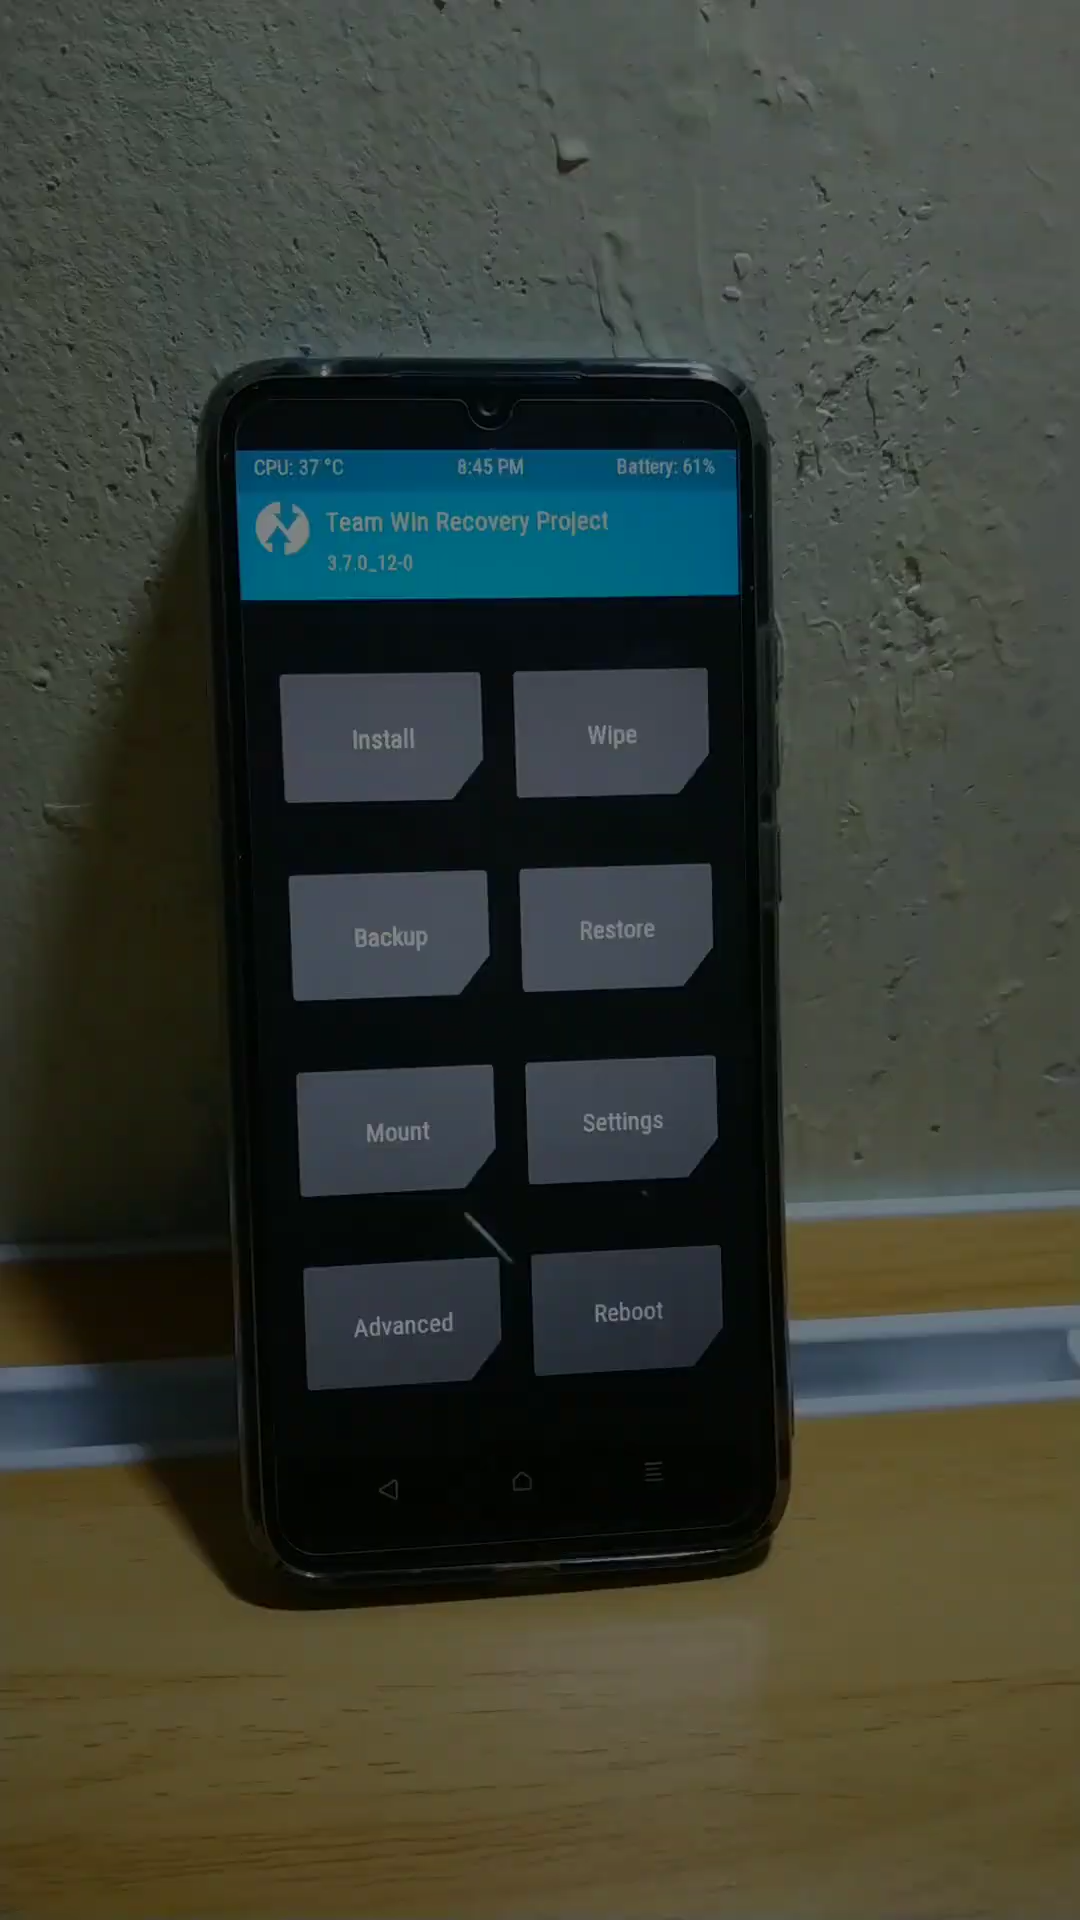 CPU: 37 °C 8:45 PM Battery: 61%
Team Win Recovery Project
3.7.0_12-0
Install Wipe
Backup Restore
Mount Settings
Advanced Reboot